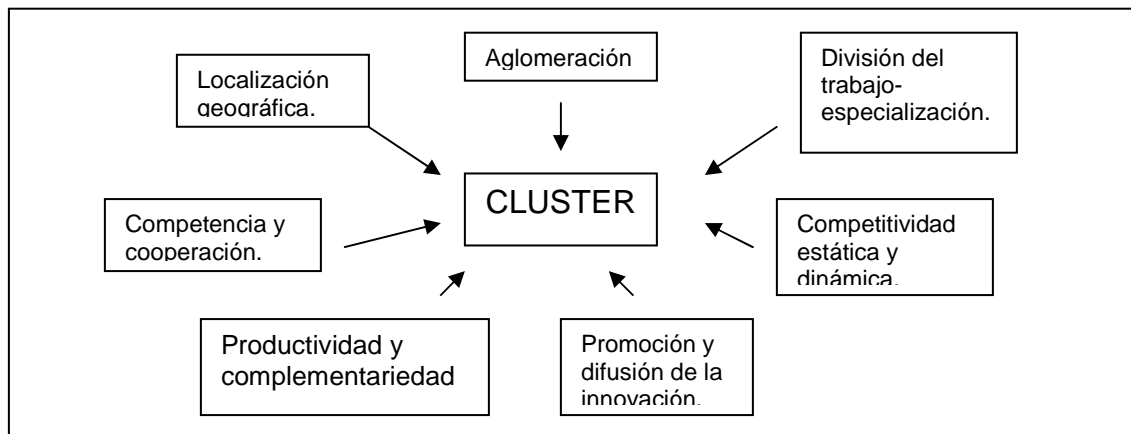 Aglomeración
Localización
geográfica.
División del
trabajo-
especialización.
CLUSTER
Competencia y
cooperación.
Competitividad
estática y
dinámica.
Productividad y
complementariedad
Promoción y
difusión de la
innovación.